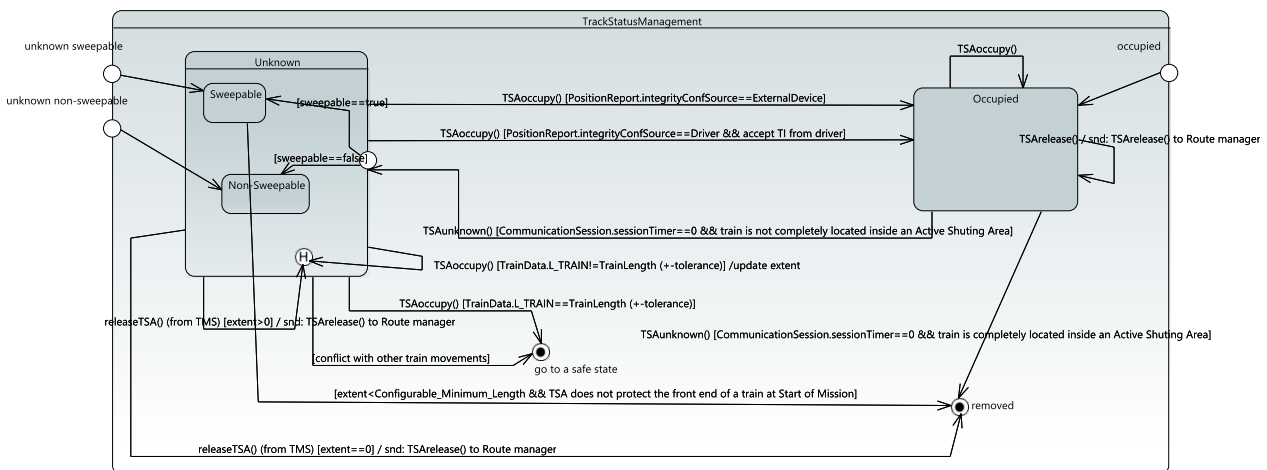 TrackStatusManagement
unknown sweepable
occupied
TSAoccupy()
Unknown
Sweepable
Occupied
unknown non-sweepable
[sweepable==true]
TSAoccupy() [PositionReport.integrityConfSource==ExternalDevice]
TSAoccupy() [PositionReport.integrityConfSource==Driver && accept TI from driver]
TSArelease() / snd: TSArelease() to Route manager
[sweepable==false]
Non-Sweepable
TSAunknown() [CommunicationSession.sessionTimer==0 && train is not completely located inside an Active Shuting Area]
H
TSAoccupy() [TrainData.L_TRAIN!=TrainLength (+-tolerance)] /update extent
TSAoccupy() [TrainData.L_TRAIN==TrainLength (+-tolerance)]
releaseTSA() (from TMS) [extent>0] / snd: TSArelease() to Route manager
TSAunknown() [CommunicationSession.sessionTimer==0 && train is completely located inside an Active Shuting Area]
[conflict with other train movements]
go to a safe state
[extent<Configurable_Minimum_Length && TSA does not protect the front end of a train at Start of Mission]
removed
releaseTSA() (from TMS) [extent==0] / snd: TSArelease() to Route manager